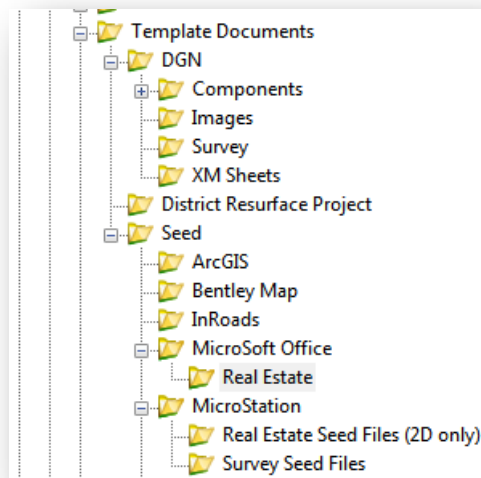 Template Documents
DGN
Components
Images
Survey
XM Sheets
District Resurface Project
Seed
ArcGIS
Bentley Map
InRoads
MicroSoft Office
Real Estate
MicroStation
Real Estate Seed Files (2D only)
Survey Seed Files